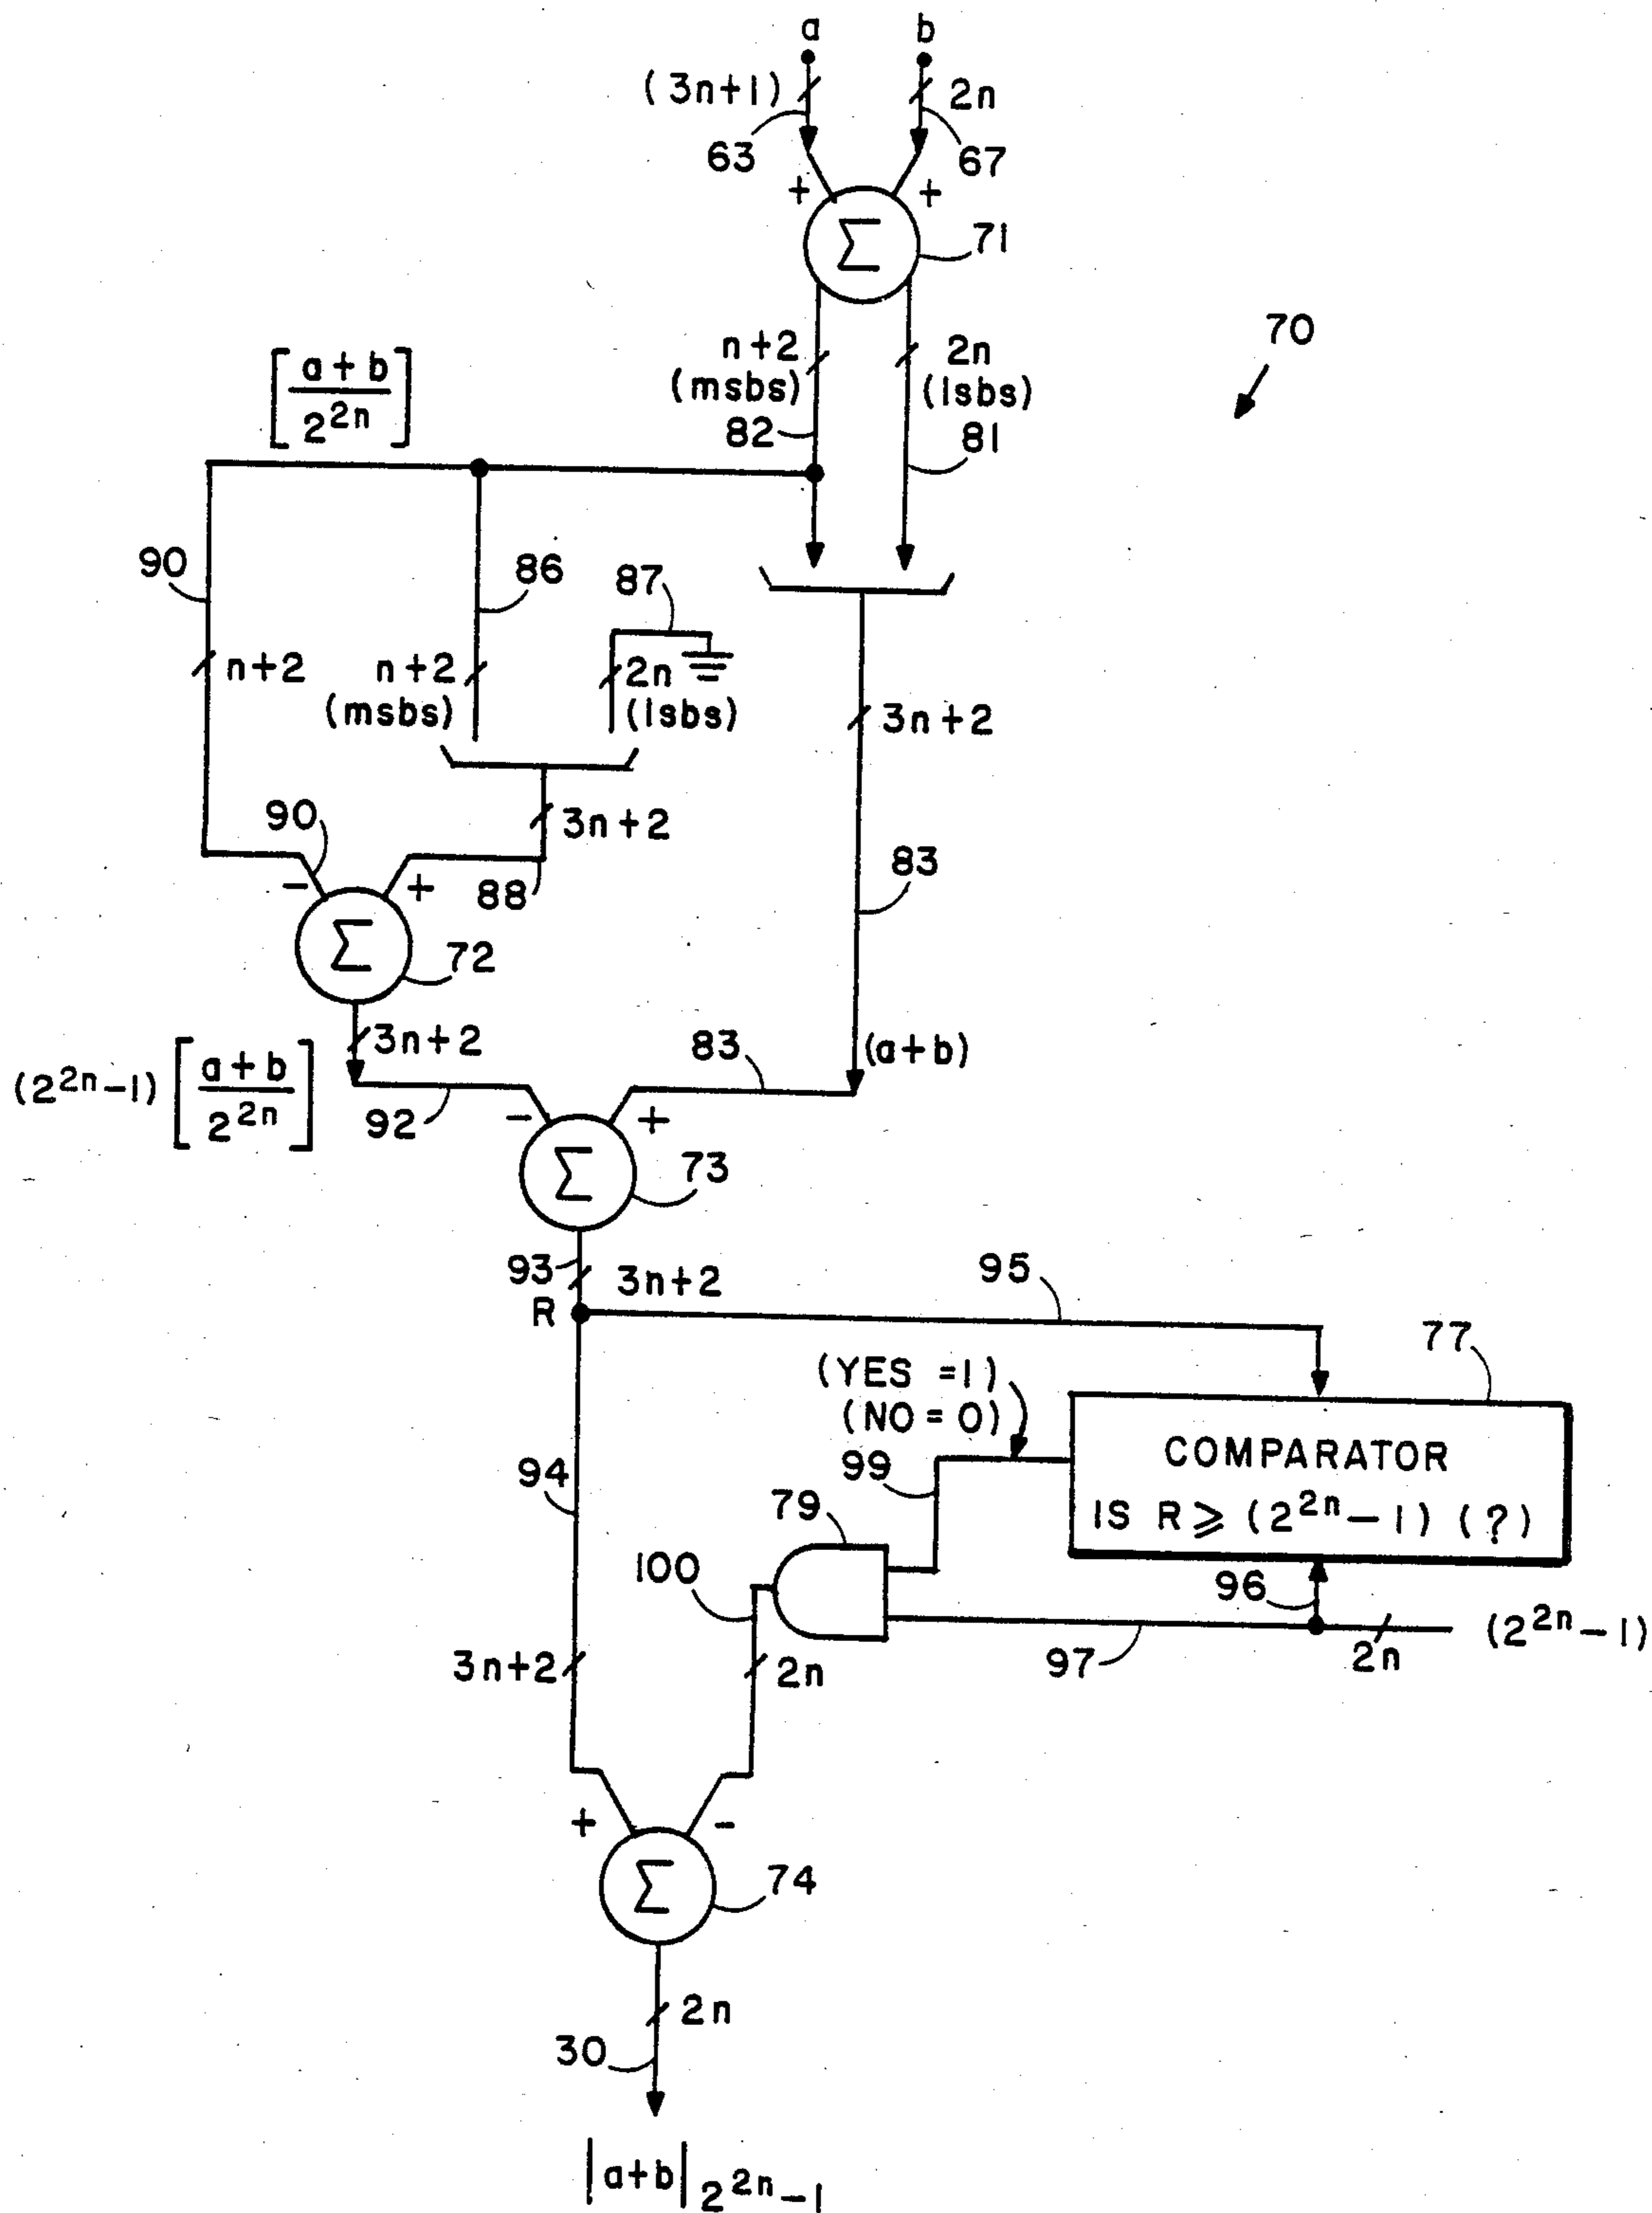 a b
(3n+1) 2n
63 67
+ +
Σ 71
70
n+2 2n
(msbs) (lsbs)
82 81
[a+b / 2^{2n}]
90 86 87
n+2 n+2 2n
(msbs) (lsbs)
3n+2
90 3n+2
83
- + 88
Σ 72
3n+2 83 (a+b)
(2^{2n}-1) [a+b / 2^{2n}]
92 - +
Σ 73
93 3n+2 95
R
77
(YES =1)
(NO=0)
COMPARATOR
IS R ⩾ (2^{2n}-1) (?)
94 99
79
100 96
97 2n (2^{2n}-1)
3n+2 2n
+ -
Σ 74
2n
30
|a+b|_{2^{2n}-1}